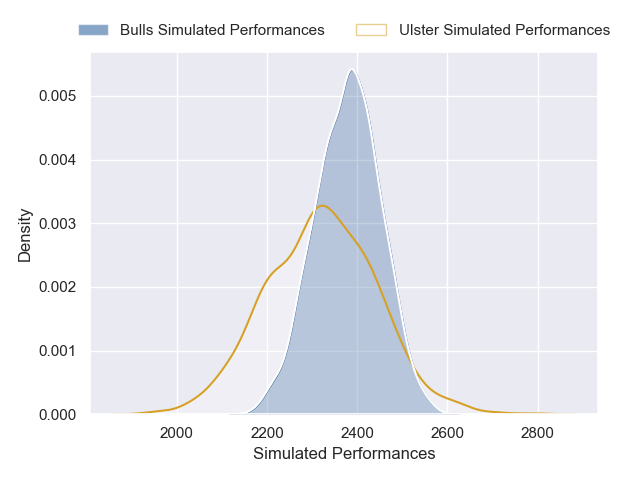 Bulls Simulated Performances
Ulster Simulated Performances
0.005
0.004
0.003
0.002
0.001
0.000
Density
2000
2200
2400
2600
2800
Simulated Performances